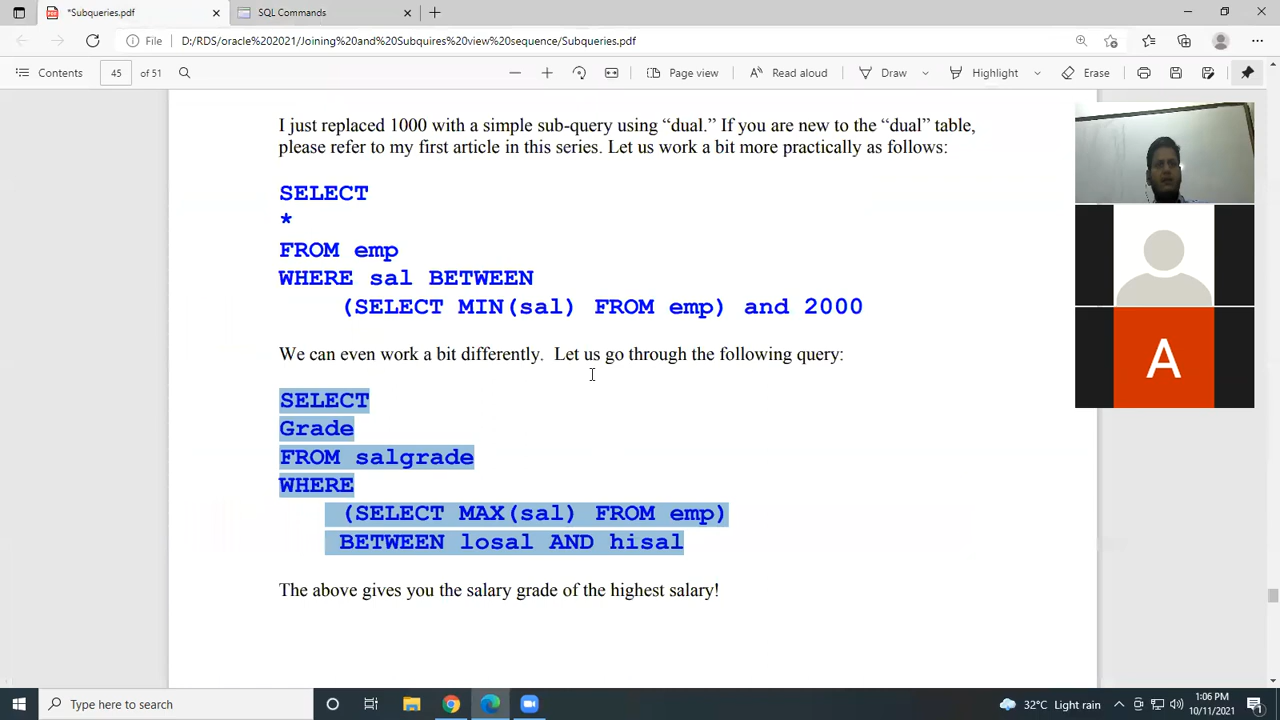 *Subqueries.pdf
SQL Commands
File
D:/RDS/oracle%202021/Joining%20and%20Subquires%20view%20sequence/Subqueries.pdf
Contents
45
of 51
Page view
Read aloud
Draw
Highlight
Erase
I just replaced 1000 with a simple sub-query using “dual.” If you are new to the “dual” table,
please refer to my first article in this series. Let us work a bit more practically as follows:
SELECT
*
FROM emp
WHERE sal BETWEEN
(SELECT MIN(sal) FROM emp) and 2000
We can even work a bit differently. Let us go through the following query:
SELECT
Grade
FROM salgrade
WHERE
(SELECT MAX(sal) FROM emp)
BETWEEN losal AND hisal
The above gives you the salary grade of the highest salary!
A
Type here to search
32°C Light rain
1:06 PM
10/11/2021
1